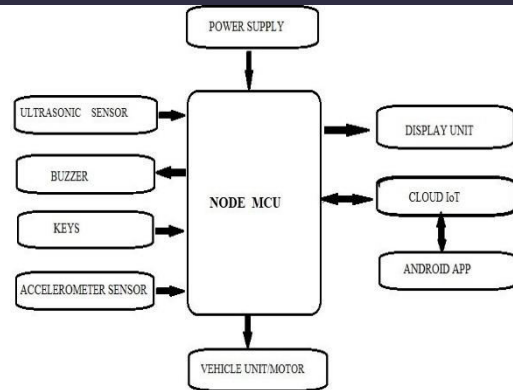 POWER SUPPLY
ULTRASONIC SENSOR
BUZZER
KEYS
ACCELEROMETER SENSOR
NODE MCU
DISPLAY UNIT
CLOUD IoT
ANDROID APP
VEHICLE UNIT/MOTOR